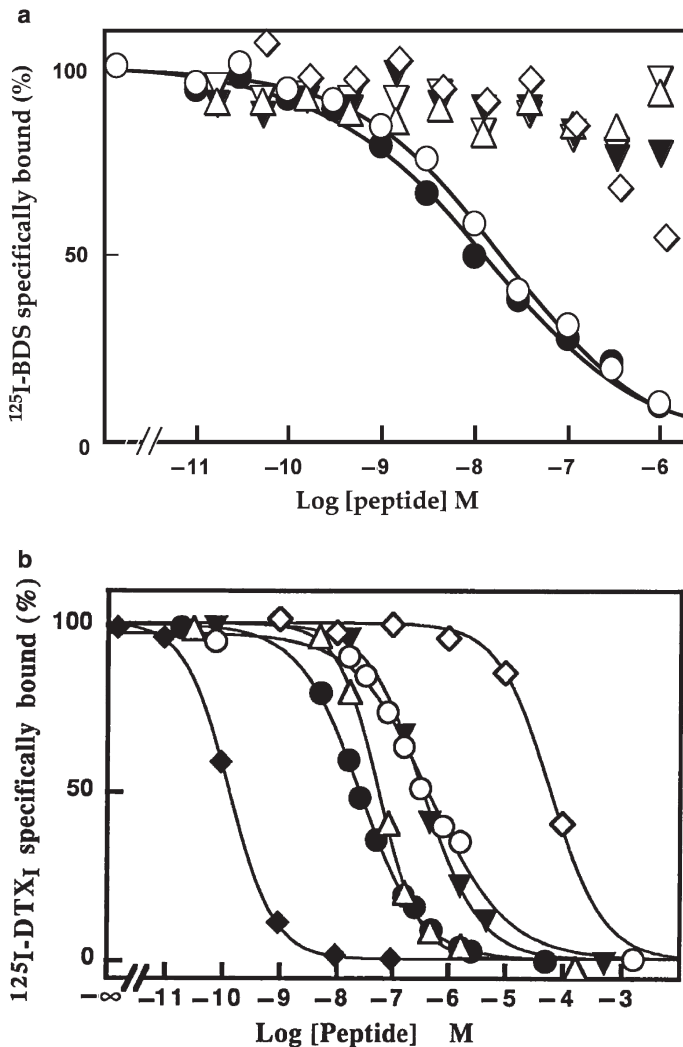 a
¹²⁵I-BDS specifically bound (%)
100
50
0
–11 –10 –9 –8 –7 –6
Log [peptide] M
b
¹²⁵I-DTX_I specifically bound (%)
100
50
0
–∞ –11 –10 –9 –8 –7 –6 –5 –4 –3
Log [Peptide] M